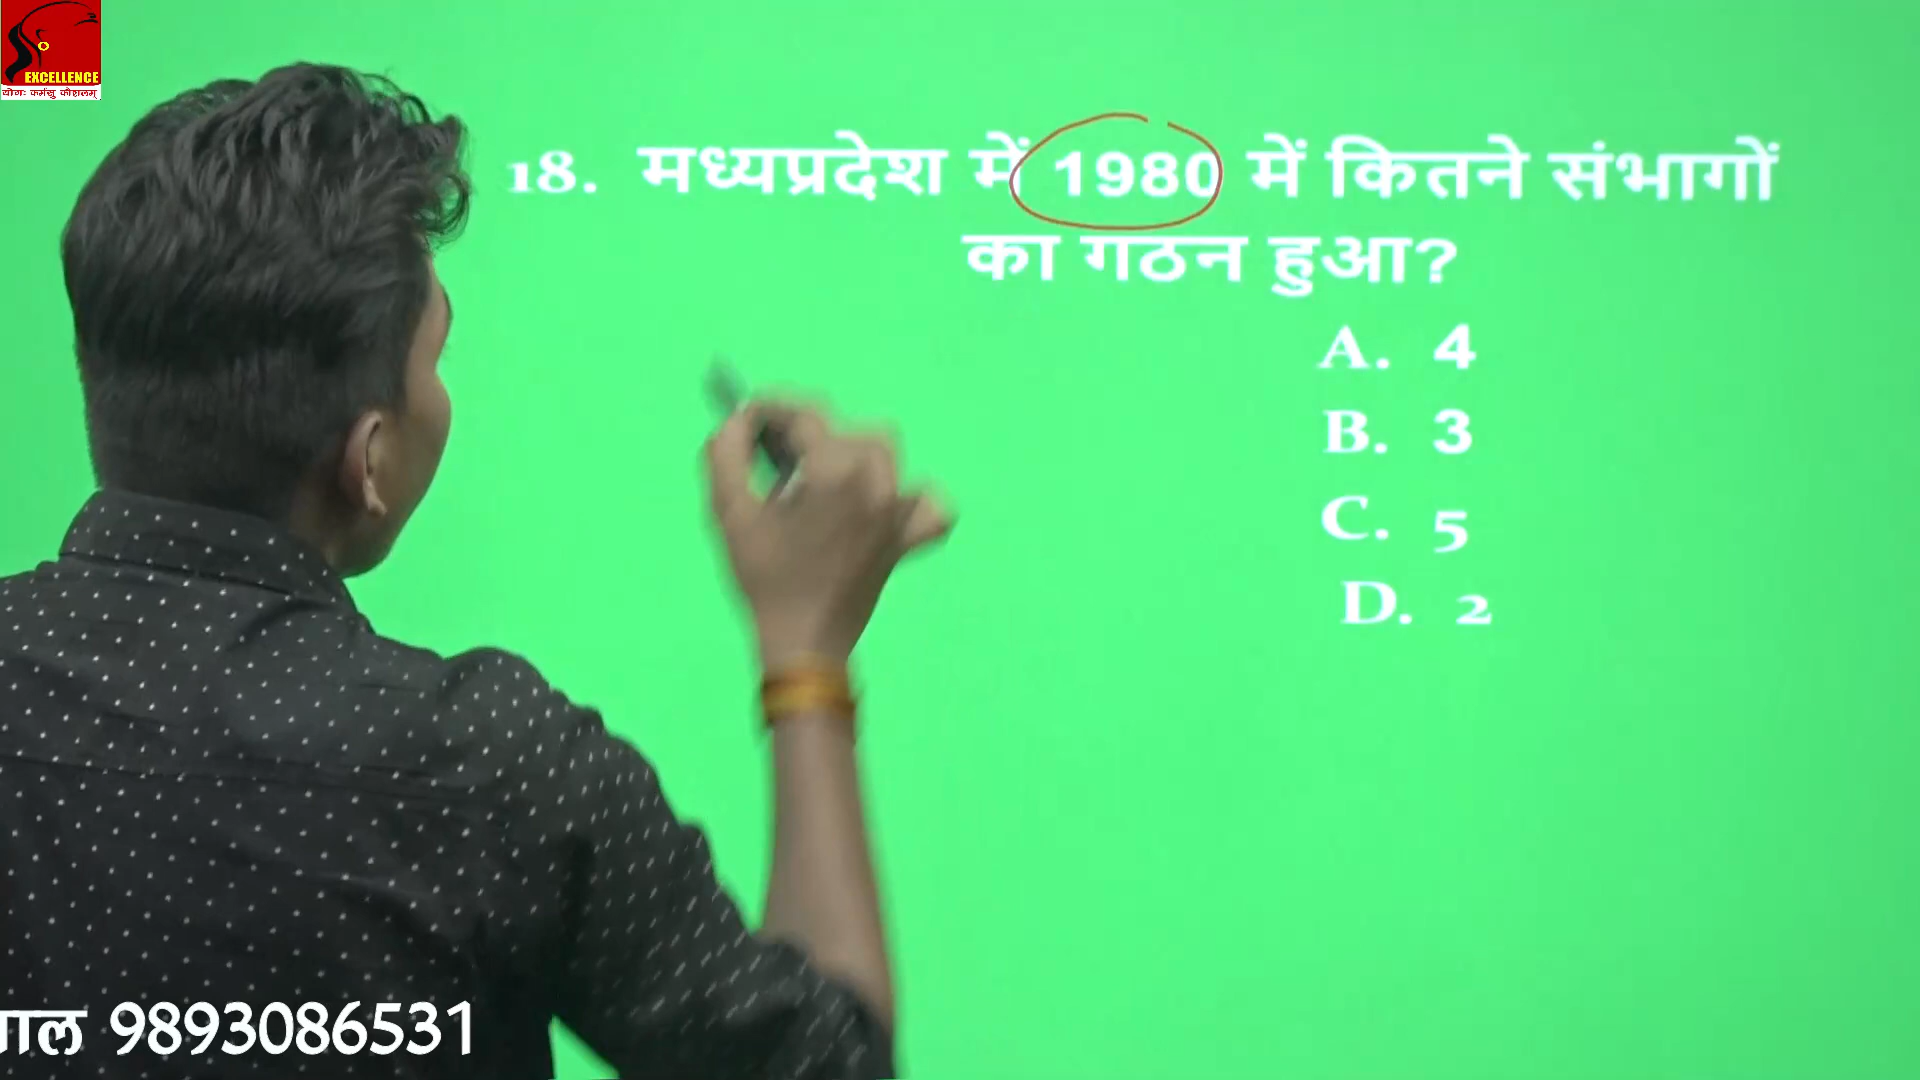 EXCELLENCE
योगः कर्मसु कौशलम्
18. मध्यप्रदेश में 1980 में कितने संभागों
का गठन हुआ?
A. 4
B. 3
C. 5
D. 2
9893086531